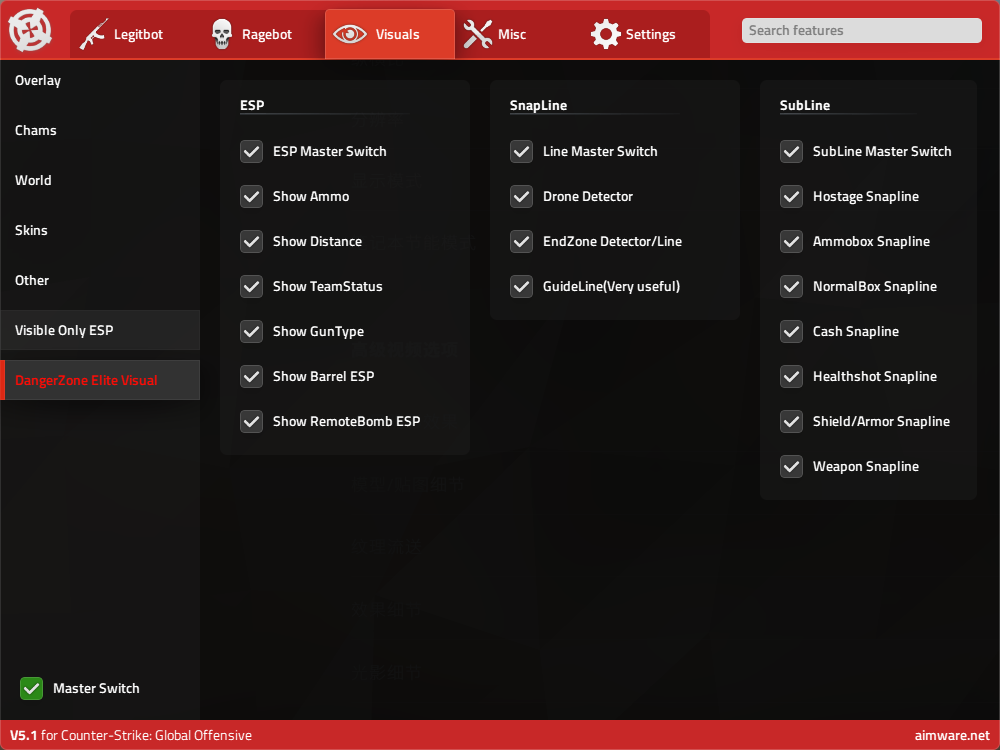 Legitbot
Ragebot
Visuals
Misc
Settings
Search features
Overlay
Chams
World
Skins
Other
Visible Only ESP
DangerZone Elite Visual
Master Switch
ESP
ESP Master Switch
Show Ammo
Show Distance
Show TeamStatus
Show GunType
Show Barrel ESP
Show RemoteBomb ESP
SnapLine
Line Master Switch
Drone Detector
EndZone Detector/Line
GuideLine(Very useful)
SubLine
SubLine Master Switch
Hostage Snapline
Ammobox Snapline
NormalBox Snapline
Cash Snapline
Healthshot Snapline
Shield/Armor Snapline
Weapon Snapline
V5.1 for Counter-Strike: Global Offensive
aimware.net